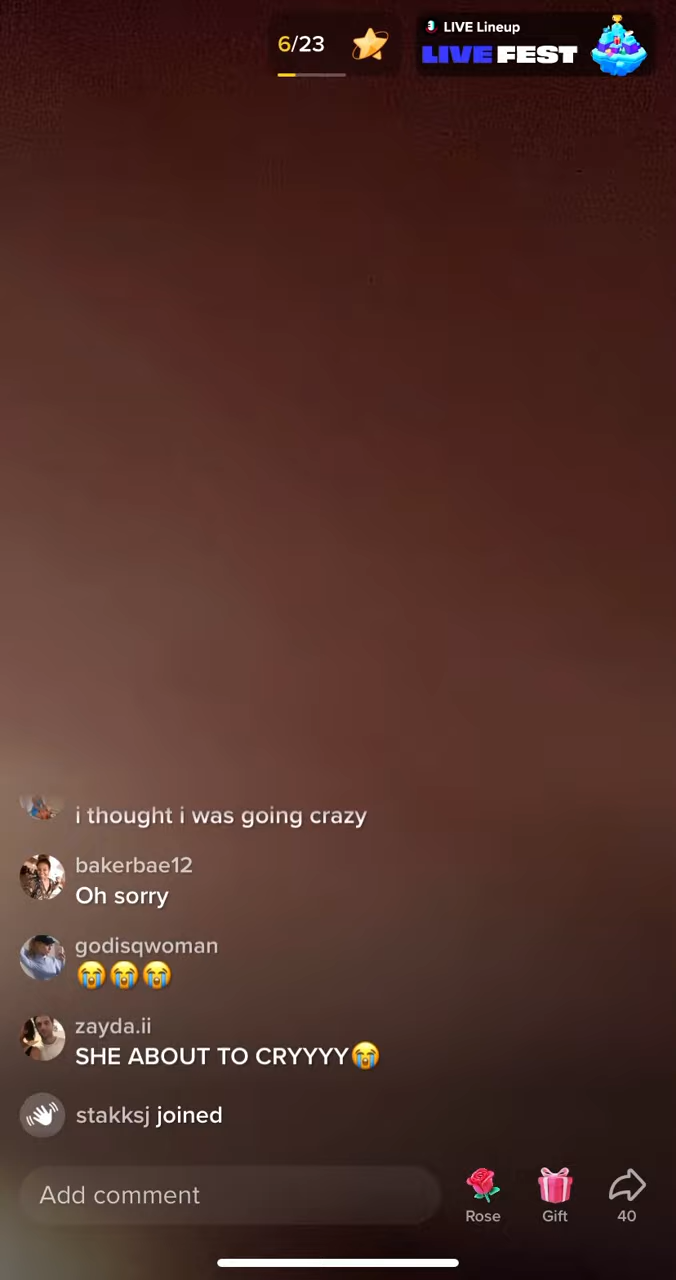 6/23
LIVE Lineup
LIVE FEST
i thought i was going crazy
bakerbae12
Oh sorry
godisqwoman
😭😭😭
zayda.ii
SHE ABOUT TO CRYYYY😭
stakksj joined
Add comment
Rose
Gift
40